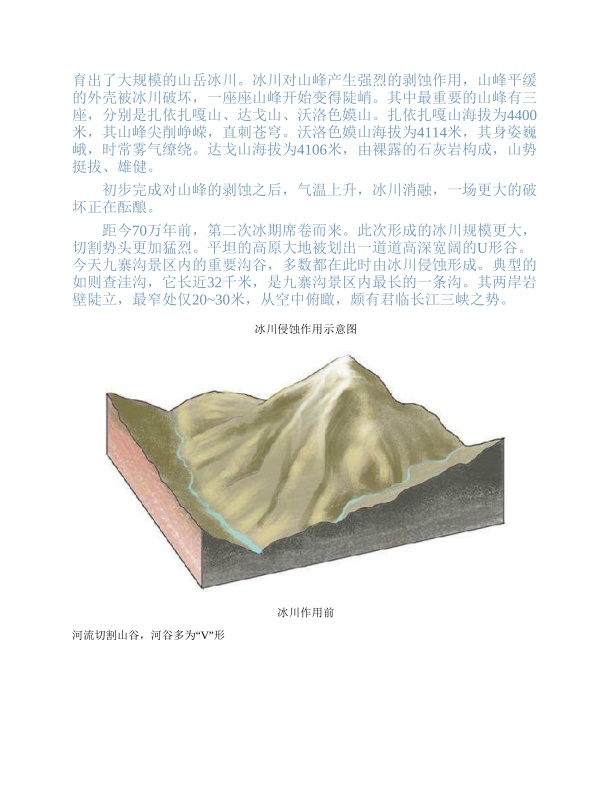 育出了大规模的山岳冰川。冰川对山峰产生强烈的剥蚀作用，山峰平缓
的外壳被冰川破坏，一座座山峰开始变得陡峭。其中最重要的山峰有三
座，分别是扎依扎嘎山、达戈山、沃洛色嫫山。扎依扎嘎山海拔为4400
米，其山峰尖削峥嵘，直刺苍穹。沃洛色嫫山海拔为4114米，其身姿巍
峨，时常雾气缭绕。达戈山海拔为4106米，由裸露的石灰岩构成，山势
挺拔、雄健。
初步完成对山峰的剥蚀之后，气温上升，冰川消融，一场更大的破
坏正在酝酿。
距今70万年前，第二次冰期席卷而来。此次形成的冰川规模更大，
切割势头更加猛烈。平坦的高原大地被划出一道道高深宽阔的U形谷。
今天九寨沟景区内的重要沟谷，多数都在此时由冰川侵蚀形成。典型的
如则查洼沟，它长近32千米，是九寨沟景区内最长的一条沟。其两岸岩
壁陡立，最窄处仅20~30米，从空中俯瞰，颇有君临长江三峡之势。
冰川侵蚀作用示意图
冰川作用前
河流切割山谷，河谷多为“V”形